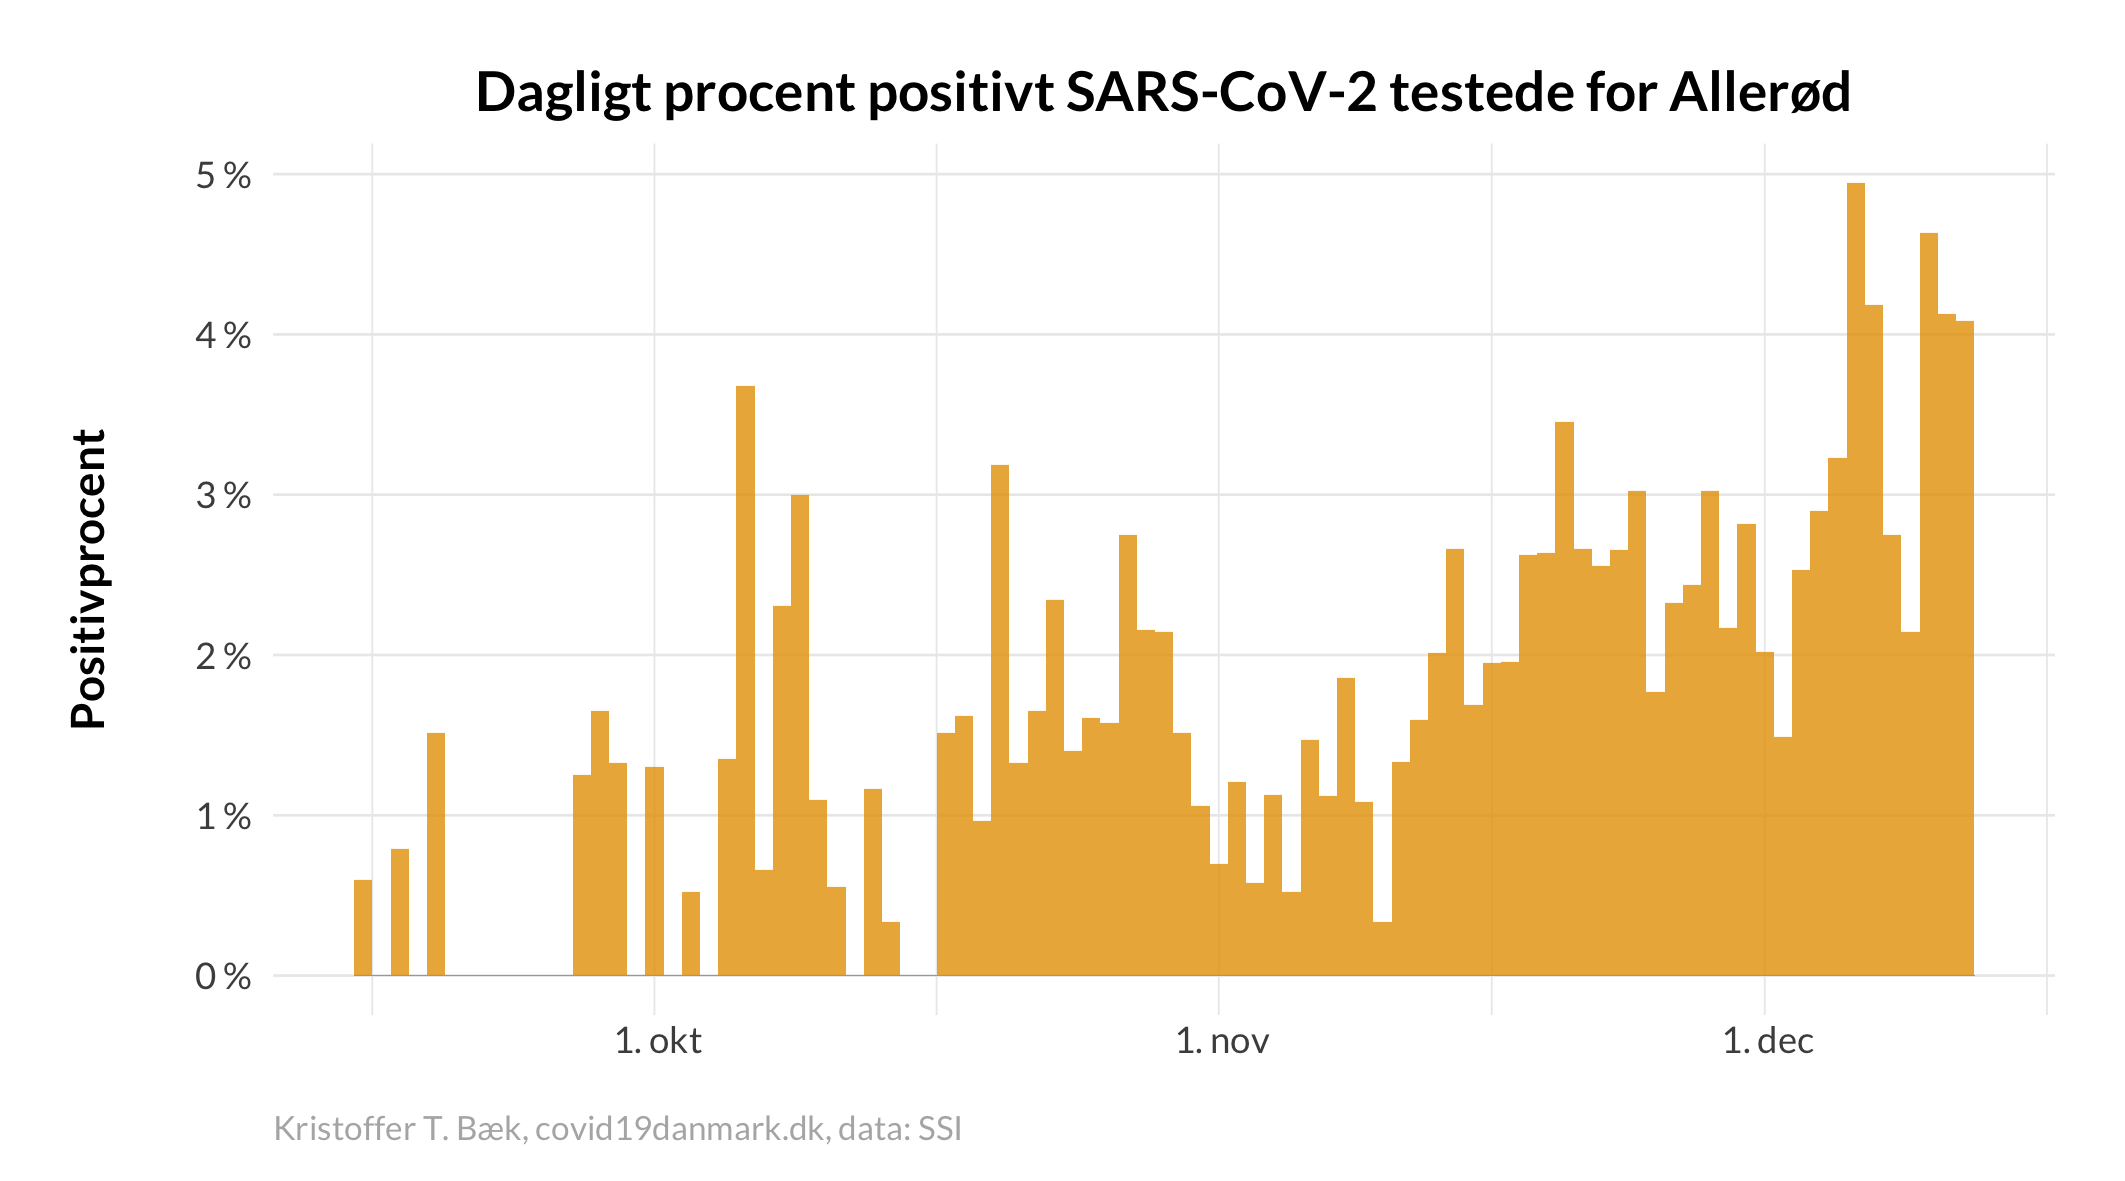 Dagligt procent positivt SARS-CoV-2 testede for Allerød
Positivprocent
5 %
4 %
3 %
2 %
1 %
0 %
1. okt
1. nov
1. dec
Kristoffer T. Bæk, covid19danmark.dk, data: SSI